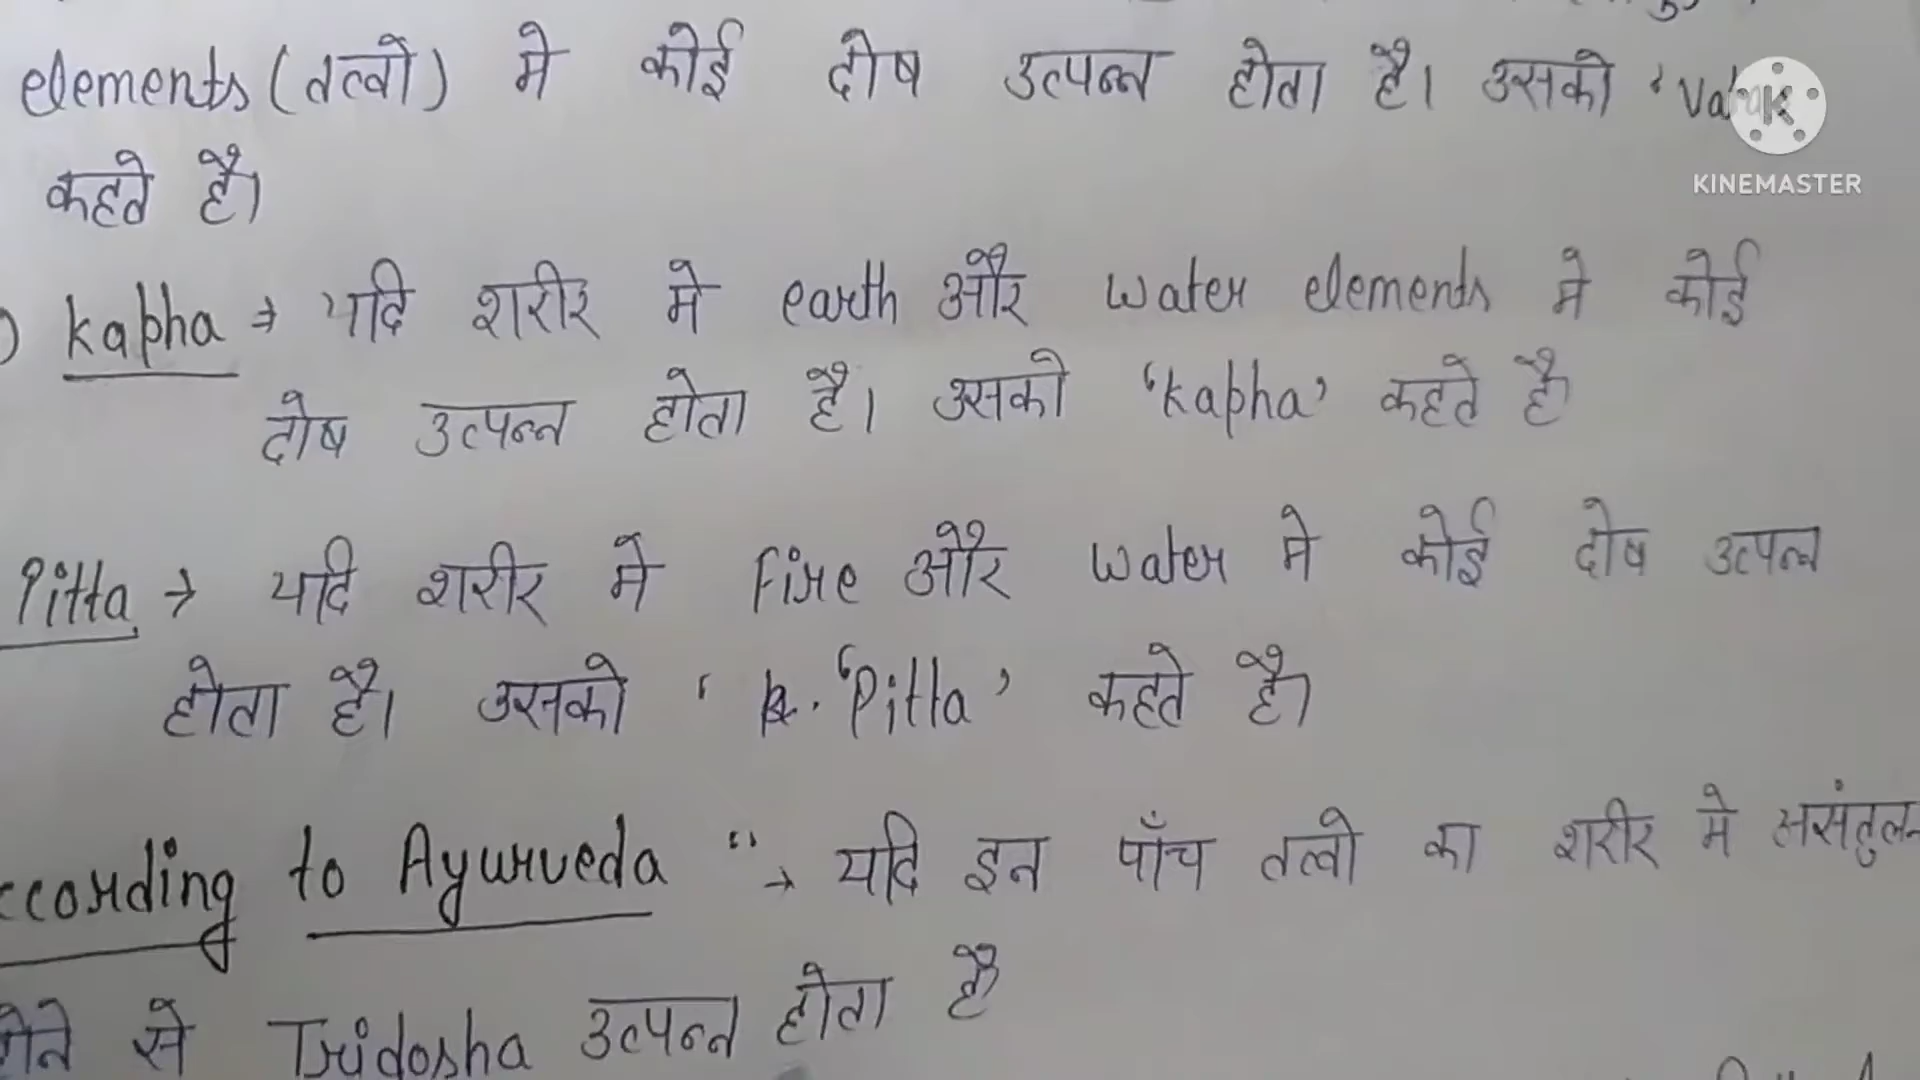 elements (तत्वो) मे कोई दोष उत्पन्न होता है। उसको
कहते है।
KINEMASTER
Kapha → यदि शरीर मे earth और water elements मे कोई
दोष उत्पन्न होता है। उसको 'Kapha' कहते है
Pitta → यदि शरीर मे Fire और water मे कोई दोष उत्पन्न
होता है। उसको ' 'Pitta' कहते है।
ccording to Ayurveda " → यदि इन पाँच तत्वो का शरीर मे असंतुलन
होने से Tridosha उत्पन्न होता है